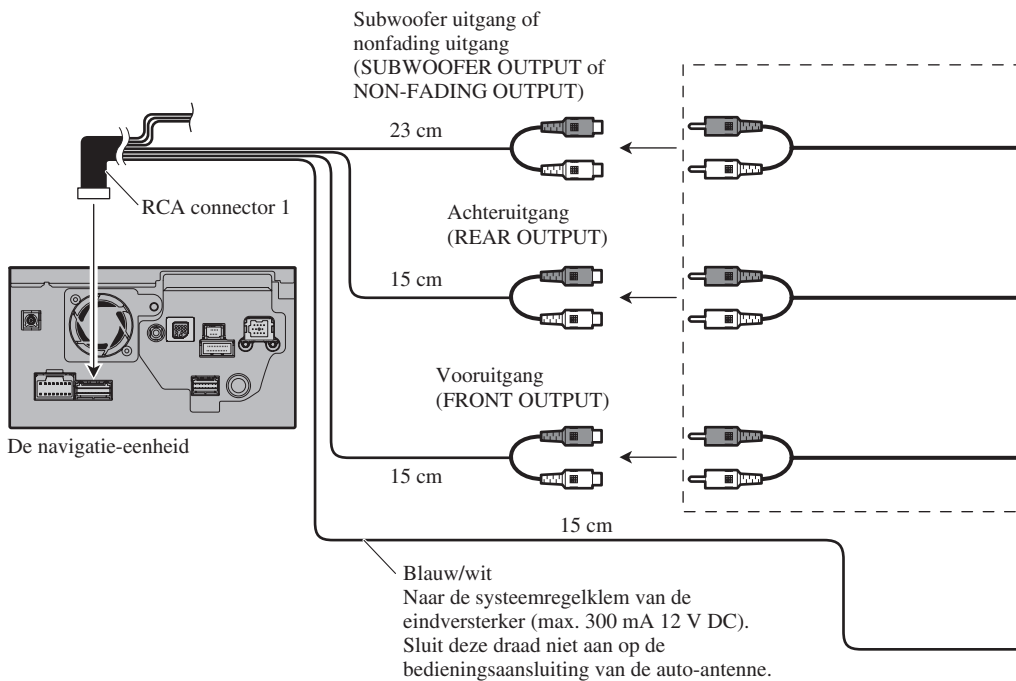 Subwoofer uitgang of
nonfading uitgang
(SUBWOOFER OUTPUT of
NON-FADING OUTPUT)
23 cm
RCA connector 1
Achteruitgang
(REAR OUTPUT)
15 cm
Vooruitgang
(FRONT OUTPUT)
De navigatie-eenheid
15 cm
15 cm
Blauw/wit
Naar de systeemregelklem van de
eindversterker (max. 300 mA 12 V DC).
Sluit deze draad niet aan op de
bedieningsaansluiting van de auto-antenne.